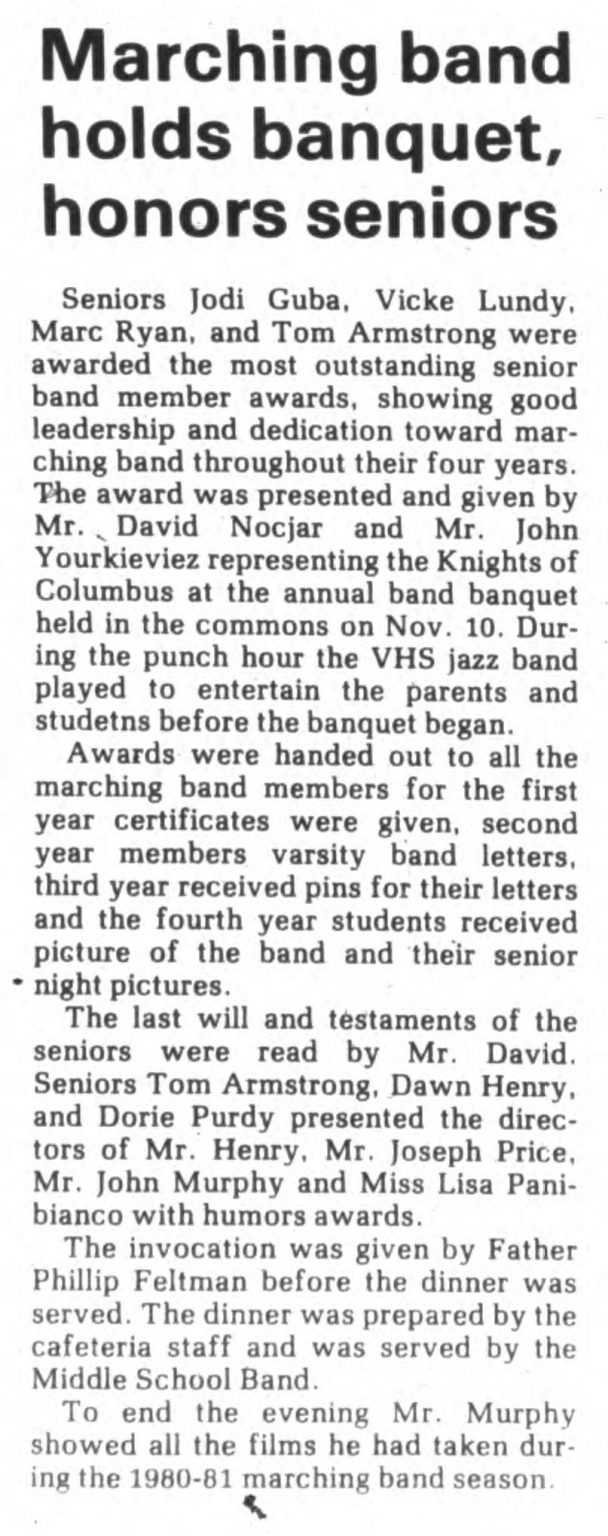 Marching band
holds banquet,
honors seniors
Seniors Jodi Guba, Vicke Lundy,
Marc Ryan, and Tom Armstrong were
awarded the most outstanding senior
band member awards, showing good
leadership and dedication toward mar-
ching band throughout their four years.
The award was presented and given by
Mr. David Nocjar and Mr. John
Yourkieviez representing the Knights of
Columbus at the annual band banquet
held in the commons on Nov. 10. Dur-
ing the punch hour the VHS jazz band
played to entertain the parents and
studetns before the banquet began.
Awards were handed out to all the
marching band members for the first
year certificates were given, second
year members varsity band letters,
third year received pins for their letters
and the fourth year students received
picture of the band and their senior
night pictures.
The last will and testaments of the
seniors were read by Mr. David.
Seniors Tom Armstrong, Dawn Henry,
and Dorie Purdy presented the direc-
tors of Mr. Henry, Mr. Joseph Price,
Mr. John Murphy and Miss Lisa Pani-
bianco with humors awards.
The invocation was given by Father
Phillip Feltman before the dinner was
served. The dinner was prepared by the
cafeteria staff and was served by the
Middle School Band.
To end the evening Mr. Murphy
showed all the films he had taken dur-
ing the 1980-81 marching band season.